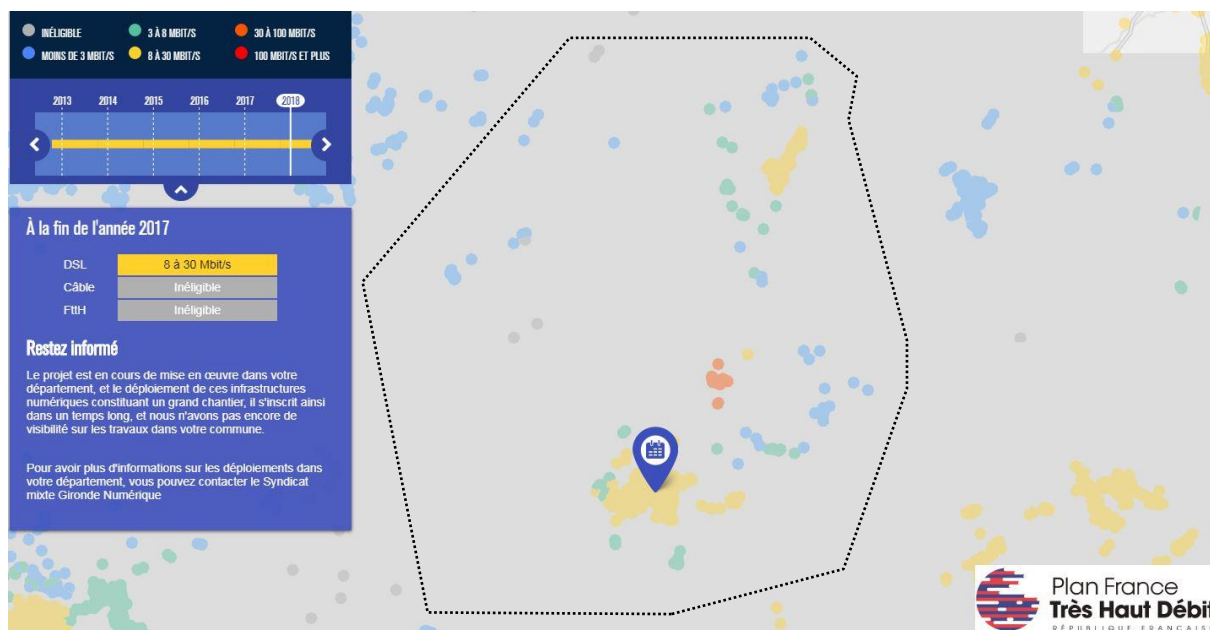 INÉLIGIBLE
3 À 8 MBIT/S
30 À 100 MBIT/S
MOINS DE 3 MBIT/S
8 À 30 MBIT/S
100 MBIT/S ET PLUS
2013 2014 2015 2016 2017 2018
À la fin de l'année 2017
DSL 8 à 30 Mbit/s
Câble Inéligible
FttH Inéligible
Restez informé
Le projet est en cours de mise en œuvre dans votre
département, et le déploiement de ces infrastructures
numériques constituant un grand chantier, il s'inscrit ainsi
dans un temps long, et nous n'avons pas encore de
visibilité sur les travaux dans votre commune.
Pour avoir plus d'informations sur les déploiements dans
votre département, vous pouvez contacter le Syndicat
mixte Gironde Numérique
Plan France
Très Haut Débit
RÉPUBLIQUE FRANÇAISE